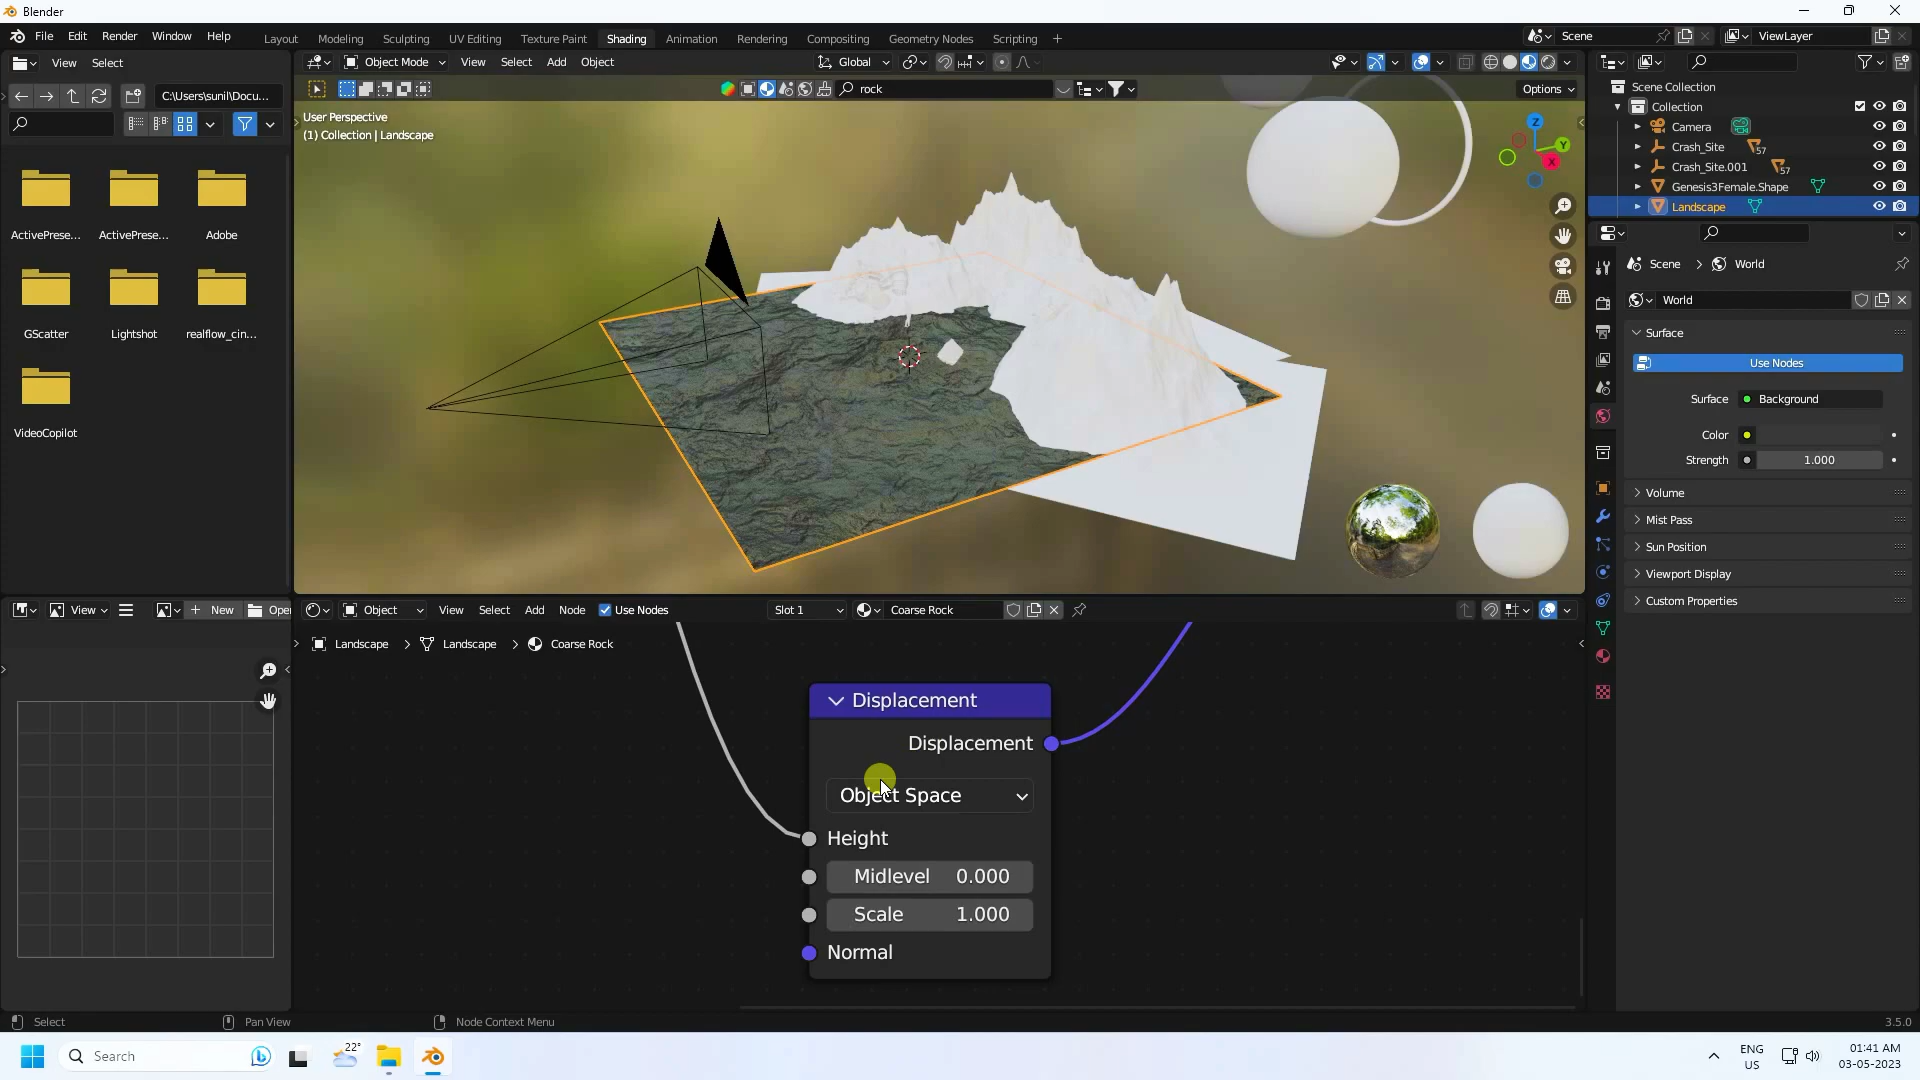 Blender
File Edit Render Window Help
Layout Modeling Sculpting UV Editing Texture Paint Shading Animation Rendering Compositing Geometry Nodes Scripting +
Scene
ViewLayer
View Select
Object Mode View Select Add Object
Global
C:\Users\sunil\Docu...
rock
Options
User Perspective
(1) Collection | Landscape
Z
Y
X
ActivePrese...
ActivePrese...
Adobe
GScatter
Lightshot
realflow_cin...
VideoCopilot
Scene Collection
Collection
Camera
Crash_Site
57
Crash_Site.001
57
Genesis3Female.Shape
Landscape
Scene > World
World
Surface
Use Nodes
Surface Background
Color
Strength 1.000
Volume
Mist Pass
Sun Position
Viewport Display
Custom Properties
View + New Oper
Object View Select Add Node Use Nodes Slot 1 Coarse Rock
Landscape > Landscape > Coarse Rock
Displacement
Displacement
Object Space
Height
Midlevel 0.000
Scale 1.000
Normal
Select Pan View Node Context Menu 3.5.0
Search
22°
ENG
US
01:41 AM
03-05-2023